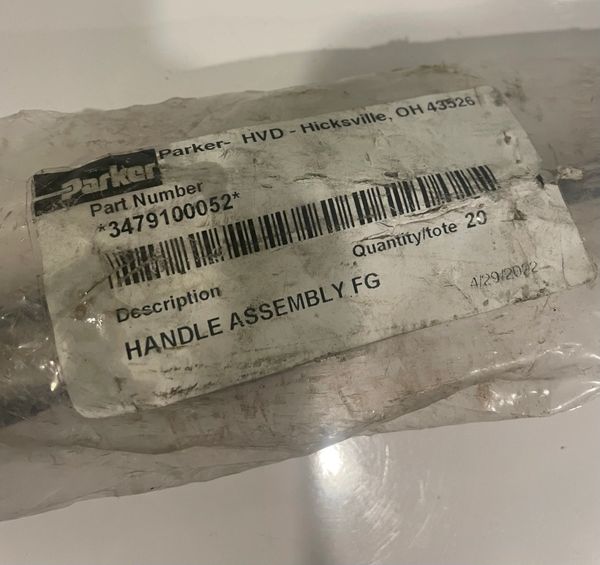 Parker- HVD - Hicksville, OH 43526
Parker
Part Number
*3479100052*
Quantity/tote 20
Description
HANDLE ASSEMBLY FG
4/29/2022